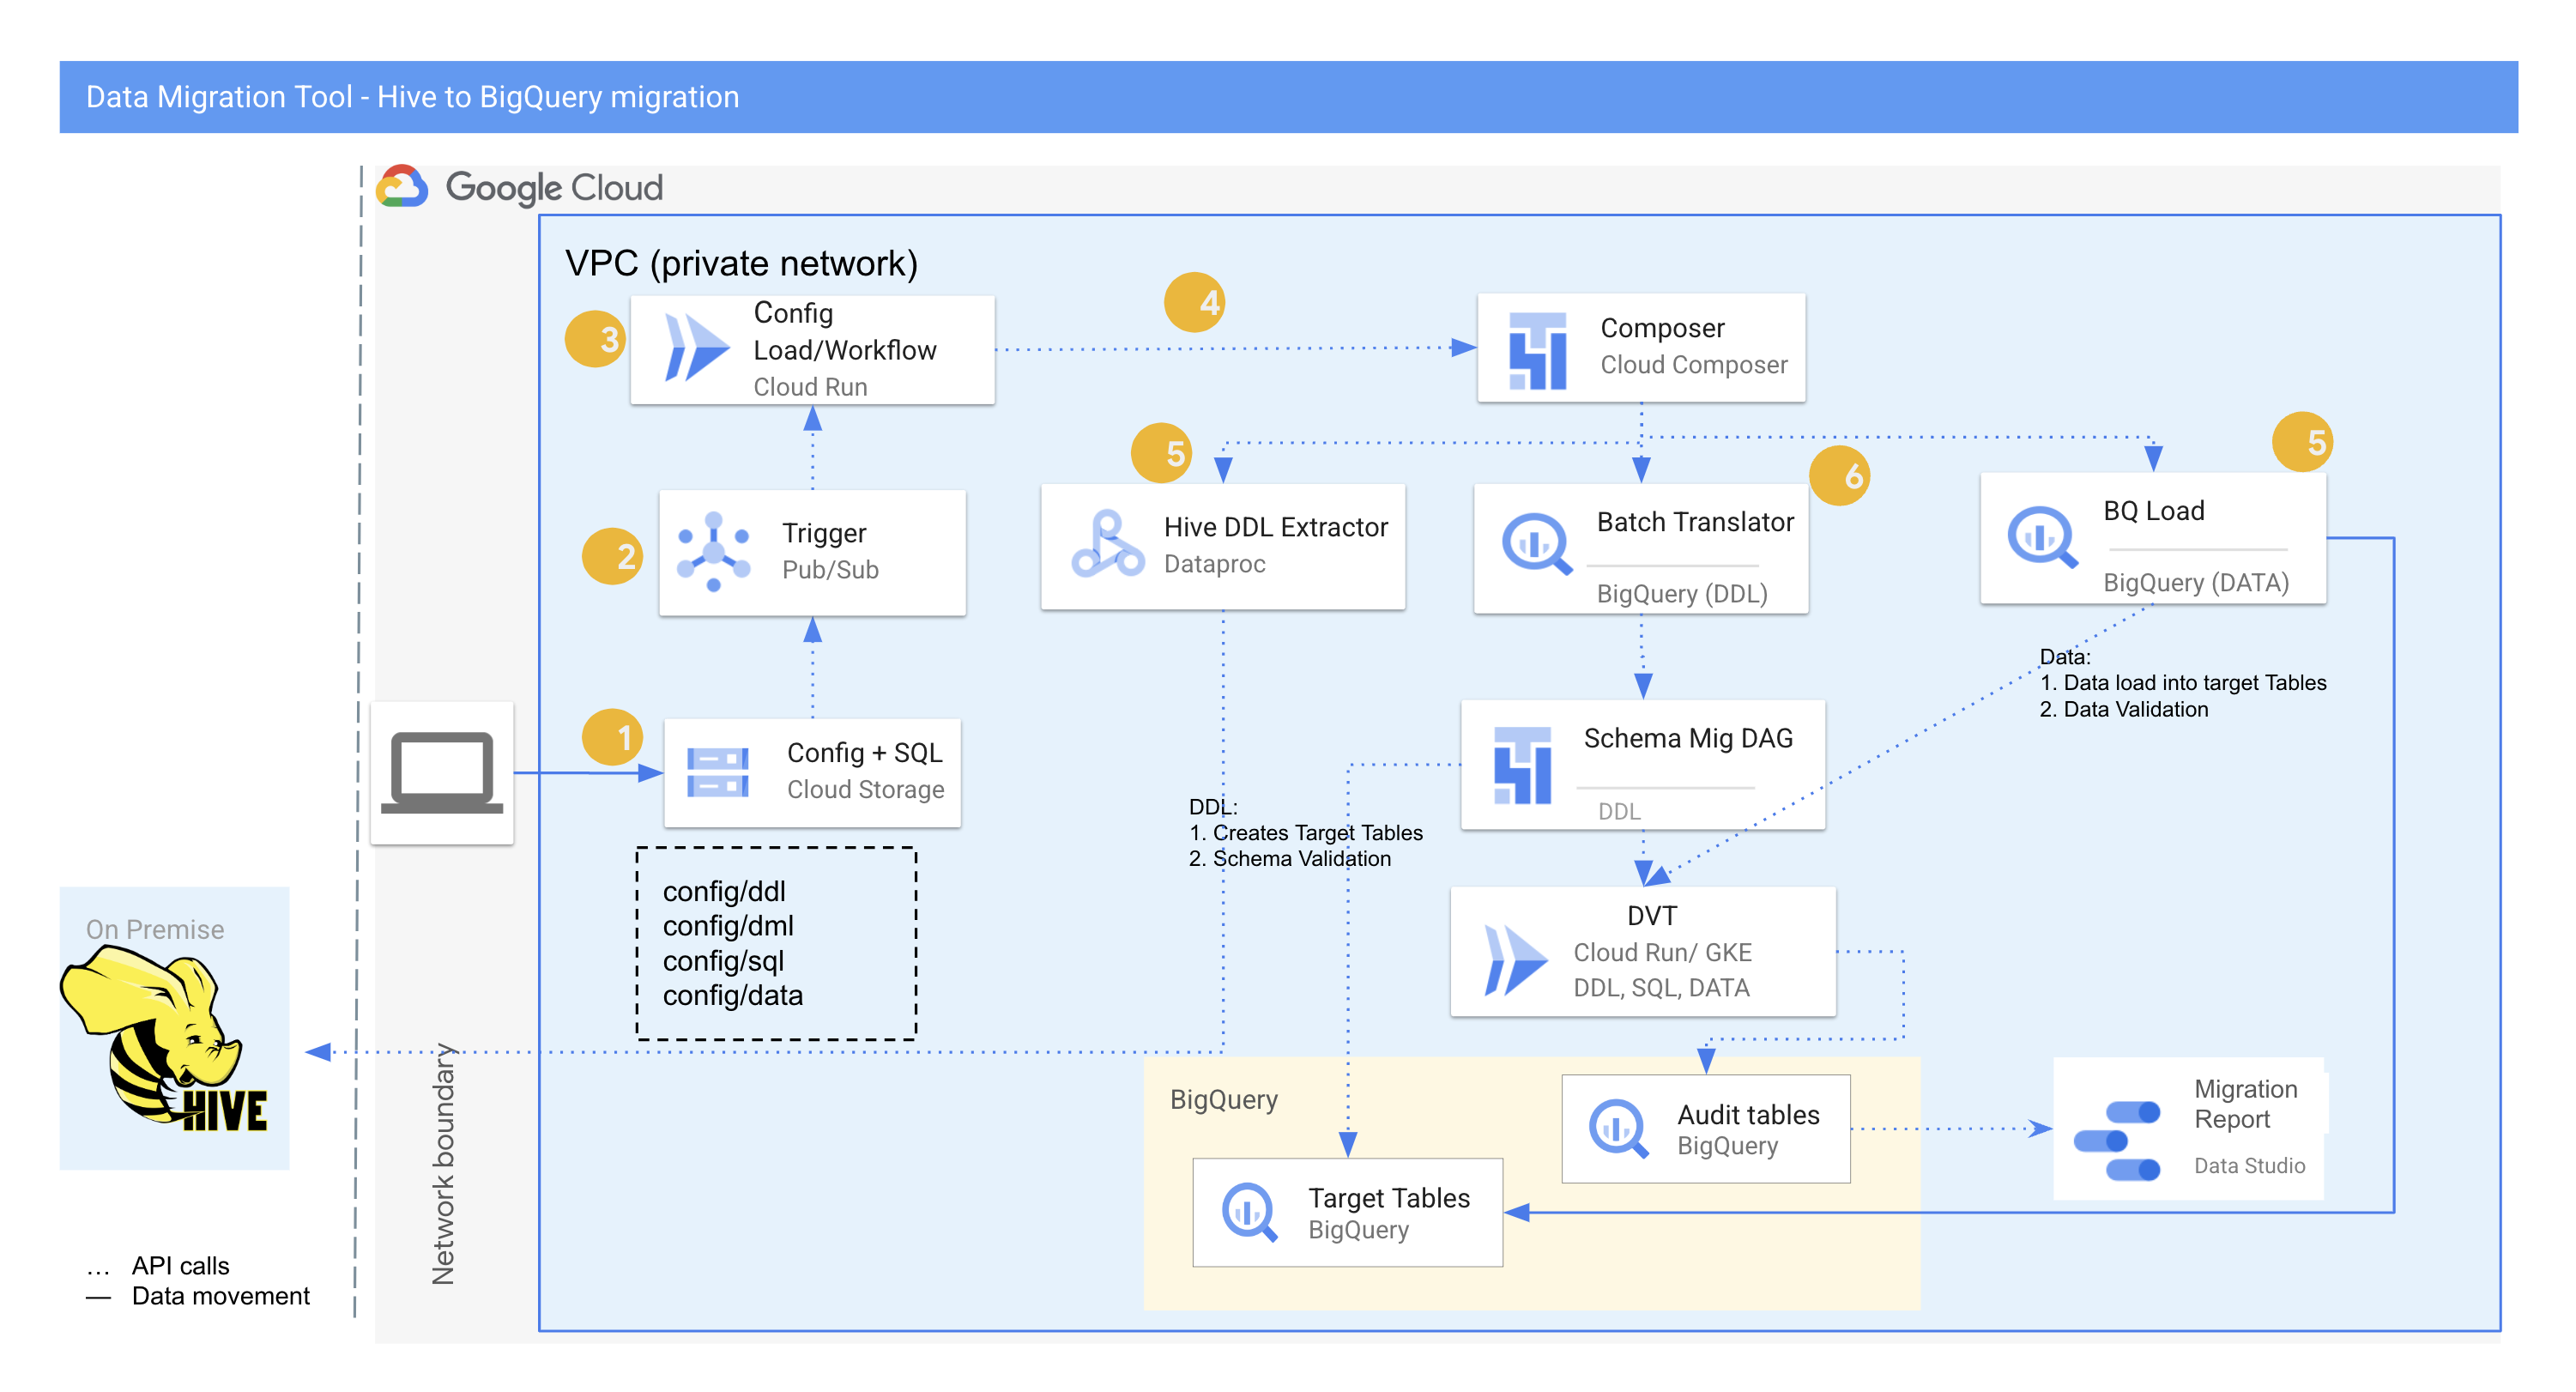 Data Migration Tool - Hive to BigQuery migration
Google Cloud
VPC (private network)
3
Config
Load/Workflow
Cloud Run
4
Composer
Cloud Composer
2
Trigger
Pub/Sub
5
Hive DDL Extractor
Dataproc
6
Batch Translator
BigQuery (DDL)
5
BQ Load
BigQuery (DATA)
Data:
1. Data load into target Tables
2. Data Validation
1
Config + SQL
Cloud Storage
Schema Mig DAG
DDL
DDL:
1. Creates Target Tables
2. Schema Validation
config/ddl
config/dml
config/sql
config/data
DVT
Cloud Run/ GKE
DDL, SQL, DATA
On Premise
HIVE
Network boundary
BigQuery
Audit tables
BigQuery
Migration
Report
Data Studio
Target Tables
BigQuery
... API calls
— Data movement